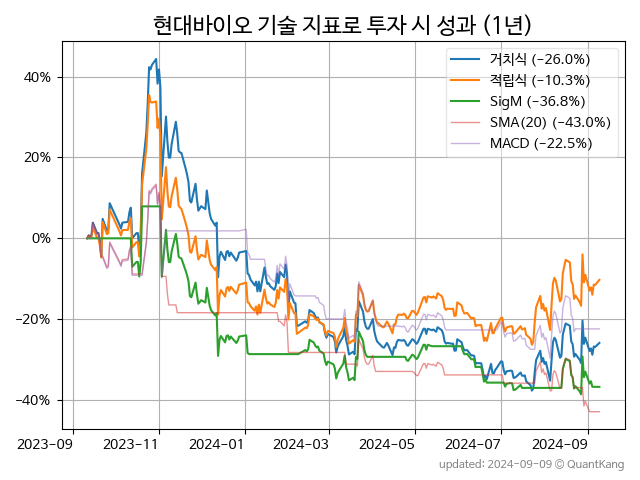 현대바이오 기술 지표로 투자 시 성과 (1년)
거치식 (−26.0%)
적립식 (−10.3%)
SigM (−36.8%)
SMA(20) (−43.0%)
MACD (−22.5%)
40%
20%
0%
−20%
−40%
2023-09 2023-11 2024-01 2024-03 2024-05 2024-07 2024-09
updated: 2024-09-09 © QuantKang